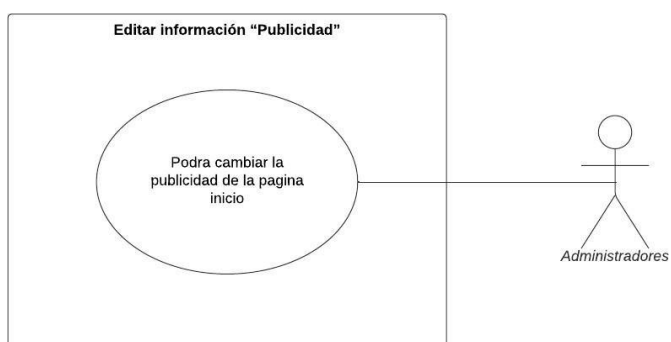 Editar información “Publicidad”
Podra cambiar la
publicidad de la pagina
inicio
Administradores